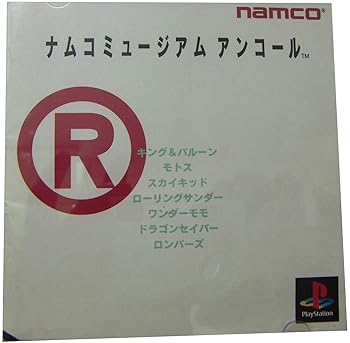 namco®
ナムコミュージアム アンコール™
R
キング＆バルーン
モトス
スカイキッド
ローリングサンダー
ワンダーモモ
ドラゴンセイバー
ロンパーズ
PlayStation